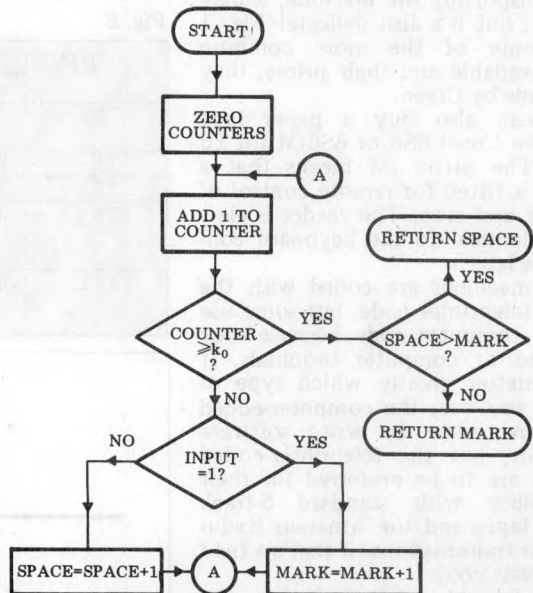 START
ZERO
COUNTERS
A
ADD 1 TO
COUNTER
RETURN SPACE
YES
COUNTER
≥k₀
?
YES
SPACE>MARK
?
NO
NO
RETURN MARK
NO
INPUT
=1?
YES
SPACE=SPACE+1
A
MARK=MARK+1